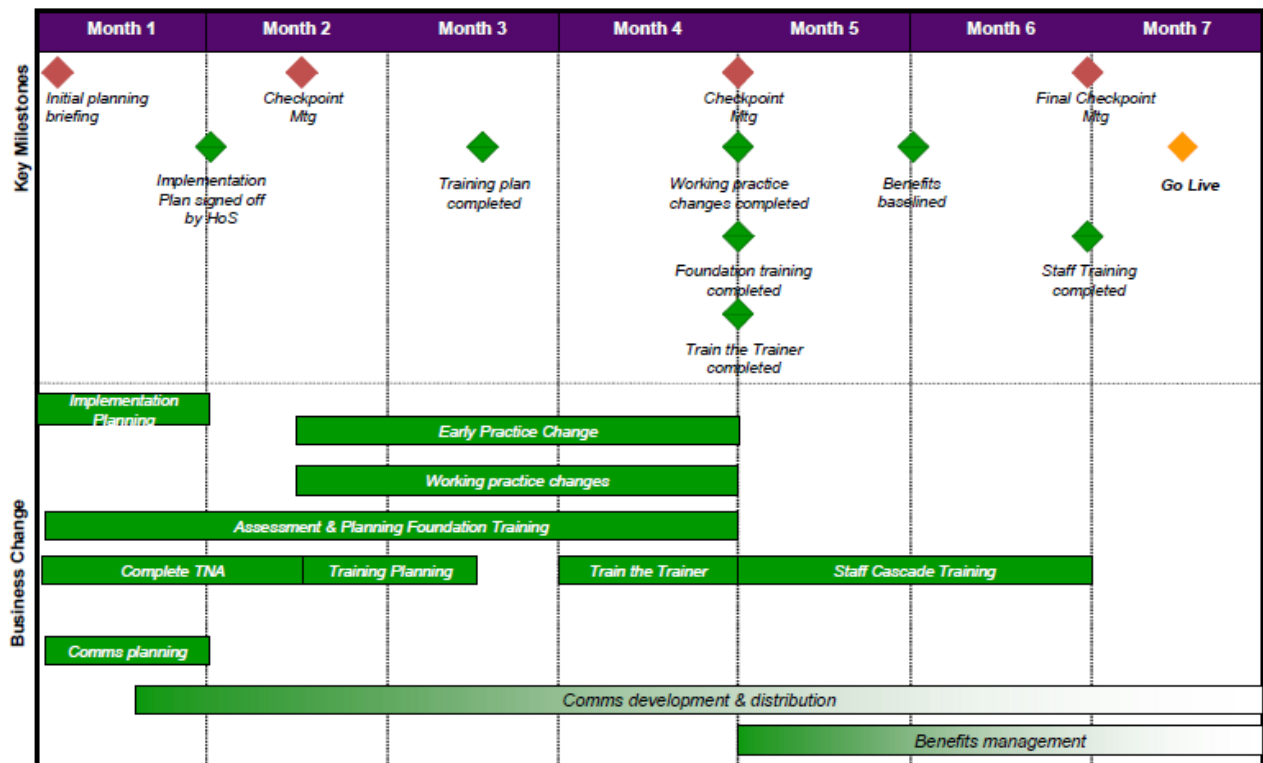 Month 1
Month 2
Month 3
Month 4
Month 5
Month 6
Month 7
Key Milestones
Initial planning
briefing
Checkpoint
Mtg
Checkpoint
Mtg
Final Checkpoint
Mtg
Implementation
Plan signed off
by HoS
Training plan
completed
Working practice
changes completed
Benefits
baselined
Go Live
Foundation training
completed
Staff Training
completed
Train the Trainer
completed
Business Change
Implementation
Planning
Early Practice Change
Working practice changes
Assessment & Planning Foundation Training
Complete TNA
Training Planning
Train the Trainer
Staff Cascade Training
Comms planning
Comms development & distribution
Benefits management